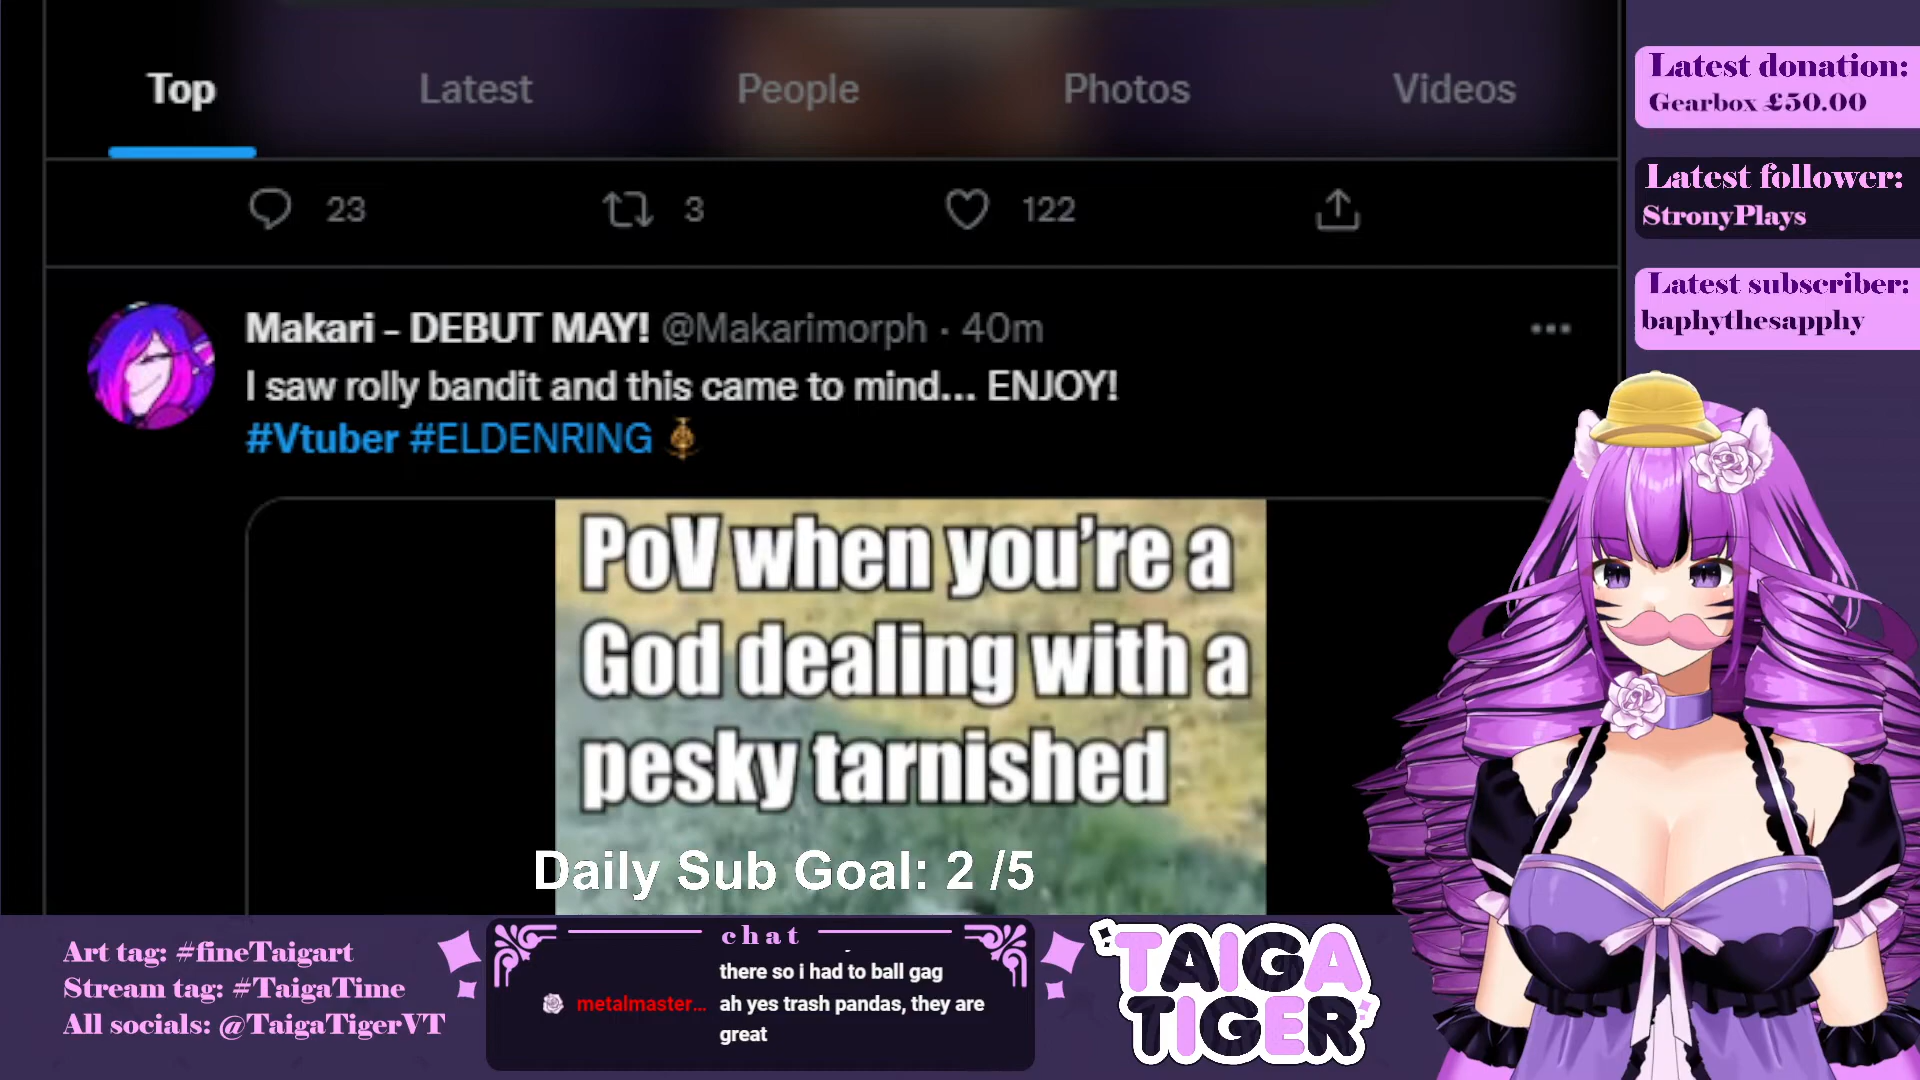 Top Latest People Photos Videos
23 3 122
Makari - DEBUT MAY! @Makarimorph · 40m
I saw rolly bandit and this came to mind... ENJOY!
#Vtuber #ELDENRING
PoV when you're a
God dealing with a
pesky tarnished
Daily Sub Goal: 2 /5
Latest donation:
Gearbox £50.00
Latest follower:
StronyPlays
Latest subscriber:
baphythesapphy
Art tag: #fineTaigart
Stream tag: #TaigaTime
All socials: @TaigaTigerVT
chat
there so i had to ball gag
metalmaster... ah yes trash pandas, they are
great
TAIGA
TIGER